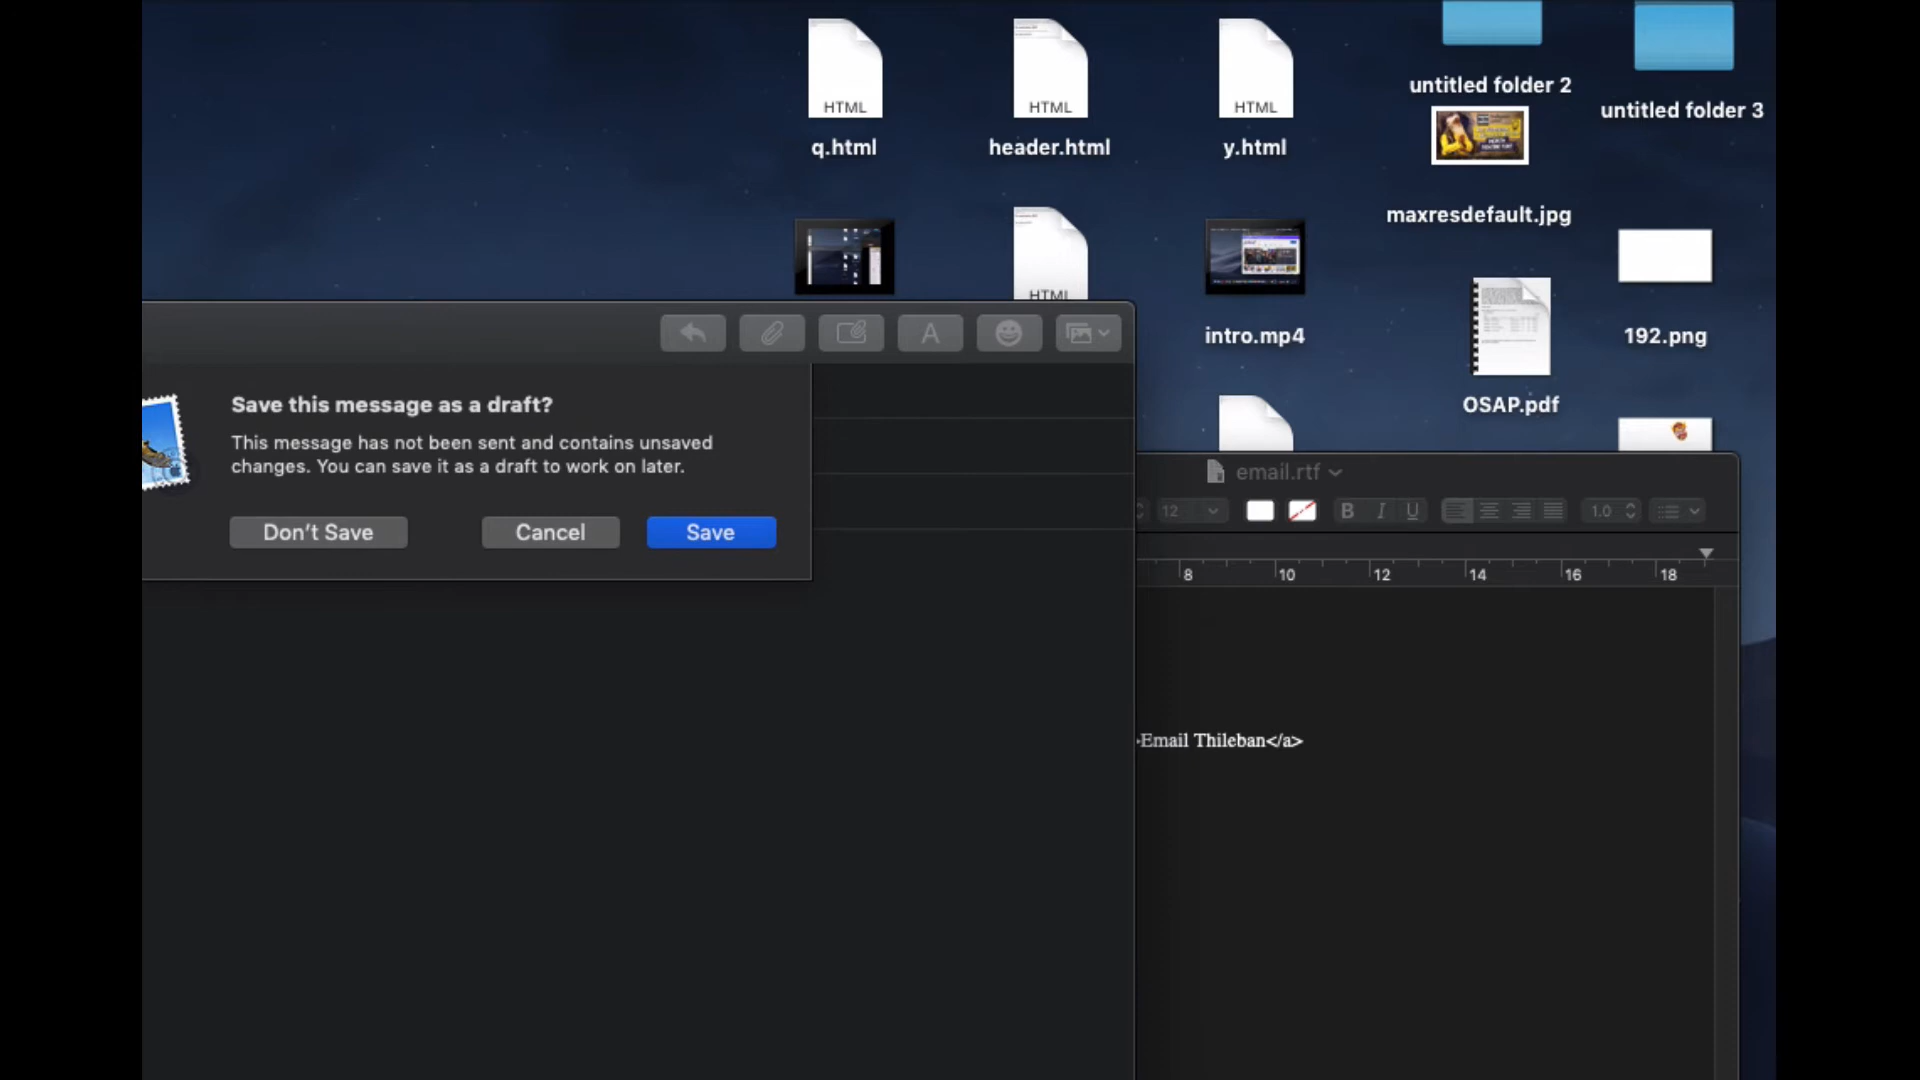 untitled folder 2
untitled folder 3
HTML
HTML
HTML
q.html
header.html
y.html
maxresdefault.jpg
HTML
intro.mp4
192.png
OSAP.pdf
A
Save this message as a draft?
This message has not been sent and contains unsaved
changes. You can save it as a draft to work on later.
Don't Save
Cancel
Save
email.rtf
12
B
I
U
1.0
8
10
12
14
16
18
Email Thileban</a>